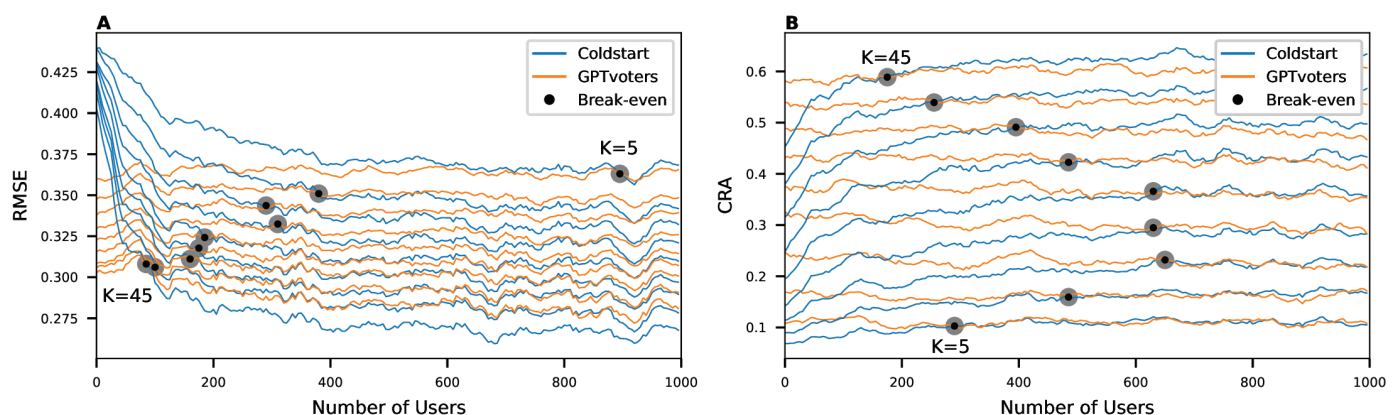 A
RMSE
0.425
0.400
0.375
0.350
0.325
0.300
0.275
Coldstart
GPTvoters
Break-even
K=5
K=45
0
200
400
600
800
1000
Number of Users
B
CRA
0.6
0.5
0.4
0.3
0.2
0.1
K=45
Coldstart
GPTvoters
Break-even
K=5
0
200
400
600
800
1000
Number of Users